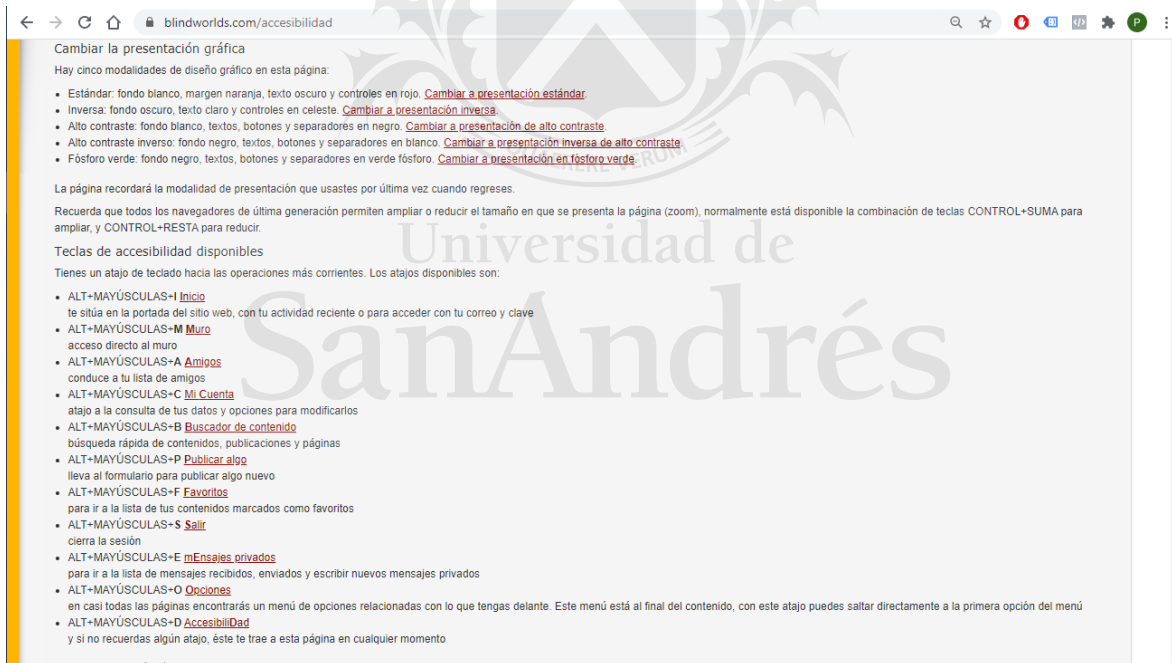 blindworlds.com/accesibilidad
P
Cambiar la presentación gráfica
Hay cinco modalidades de diseño gráfico en esta página:
• Estándar: fondo blanco, margen naranja, texto oscuro y controles en rojo. Cambiar a presentación estándar.
• Inversa: fondo oscuro, texto claro y controles en celeste. Cambiar a presentación inversa.
• Alto contraste: fondo blanco, textos, botones y separadores en negro. Cambiar a presentación de alto contraste.
• Alto contraste inverso: fondo negro, textos, botones y separadores en blanco. Cambiar a presentación inversa de alto contraste.
• Fósforo verde: fondo negro, textos, botones y separadores en verde fósforo. Cambiar a presentación en fósforo verde.
La página recordará la modalidad de presentación que usastes por última vez cuando regreses.
Recuerda que todos los navegadores de última generación permiten ampliar o reducir el tamaño en que se presenta la página (zoom), normalmente está disponible la combinación de teclas CONTROL+SUMA para
ampliar, y CONTROL+RESTA para reducir.
Teclas de accesibilidad disponibles
Tienes un atajo de teclado hacia las operaciones más corrientes. Los atajos disponibles son:
• ALT+MAYÚSCULAS+I Inicio
te sitúa en la portada del sitio web, con tu actividad reciente o para acceder con tu correo y clave
• ALT+MAYÚSCULAS+M Muro
acceso directo al muro
• ALT+MAYÚSCULAS+A Amigos
conduce a tu lista de amigos
• ALT+MAYÚSCULAS+C Mi Cuenta
atajo a la consulta de tus datos y opciones para modificarlos
• ALT+MAYÚSCULAS+B Buscador de contenido
búsqueda rápida de contenidos, publicaciones y páginas
• ALT+MAYÚSCULAS+P Publicar algo
lleva al formulario para publicar algo nuevo
• ALT+MAYÚSCULAS+F Favoritos
para ir a la lista de tus contenidos marcados como favoritos
• ALT+MAYÚSCULAS+S Salir
cierra la sesión
• ALT+MAYÚSCULAS+E mEnsajes privados
para ir a la lista de mensajes recibidos, enviados y escribir nuevos mensajes privados
• ALT+MAYÚSCULAS+O Opciones
en casi todas las páginas encontrarás un menú de opciones relacionadas con lo que tengas delante. Este menú está al final del contenido, con este atajo puedes saltar directamente a la primera opción del menú
• ALT+MAYÚSCULAS+D AccesibiliDad
y si no recuerdas algún atajo, éste te trae a esta página en cualquier momento
VERUM
Universidad de
SanAndrés